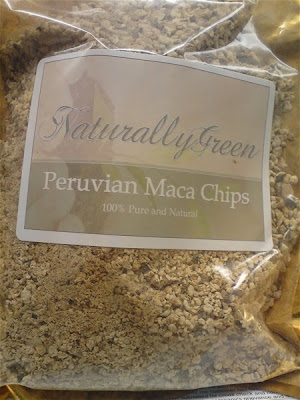 NaturallyGreen
Peruvian Maca Chips
100% Pure and Natural